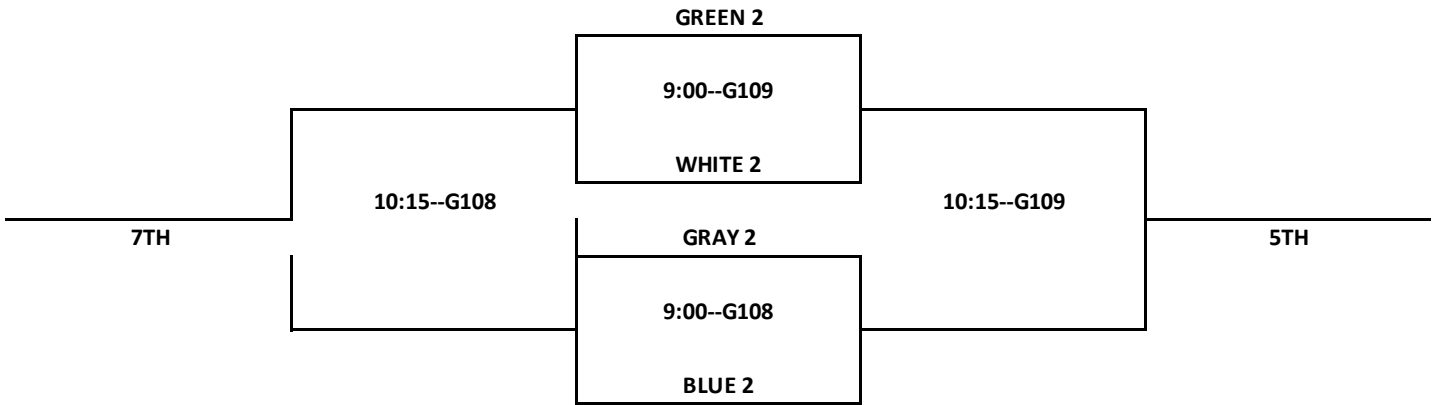 GREEN 2
9:00--G109
WHITE 2
10:15--G108
10:15--G109
7TH
GRAY 2
5TH
9:00--G108
BLUE 2